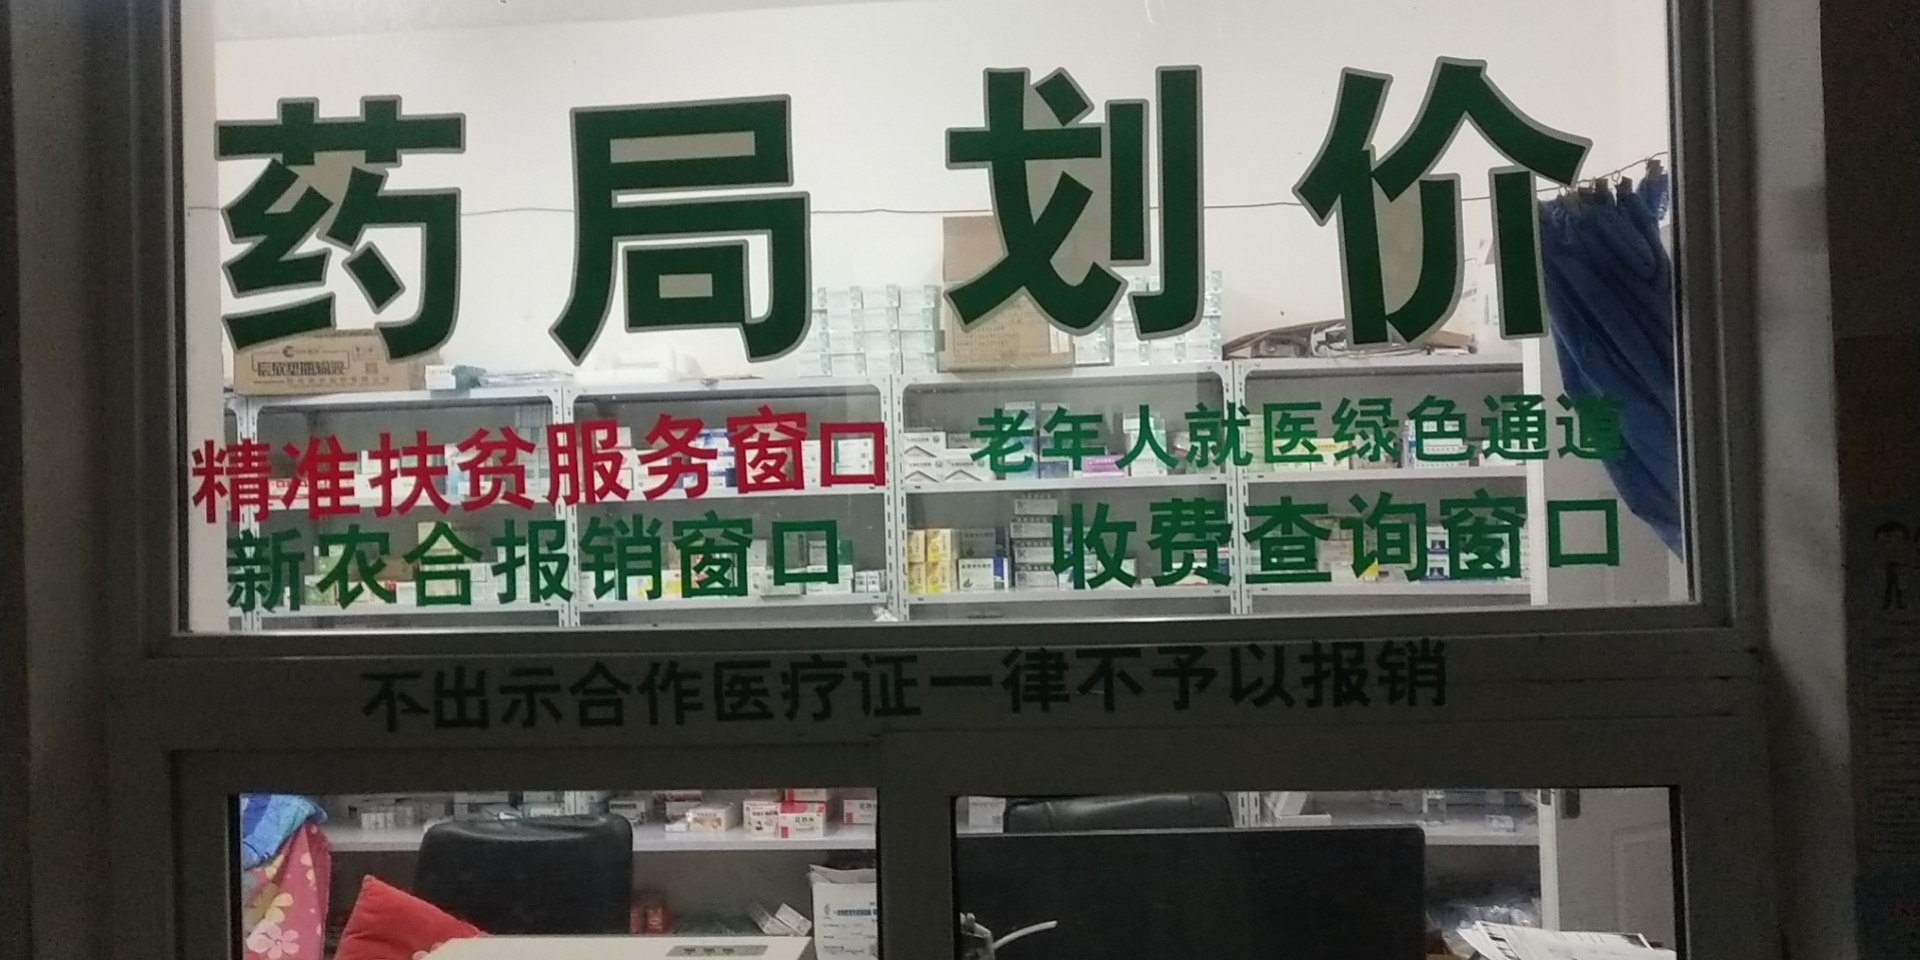 药局划价
精准扶贫服务窗口
老年人就医绿色通道
新农合报销窗口
收费查询窗口
不出示合作医疗证一律不予以报销